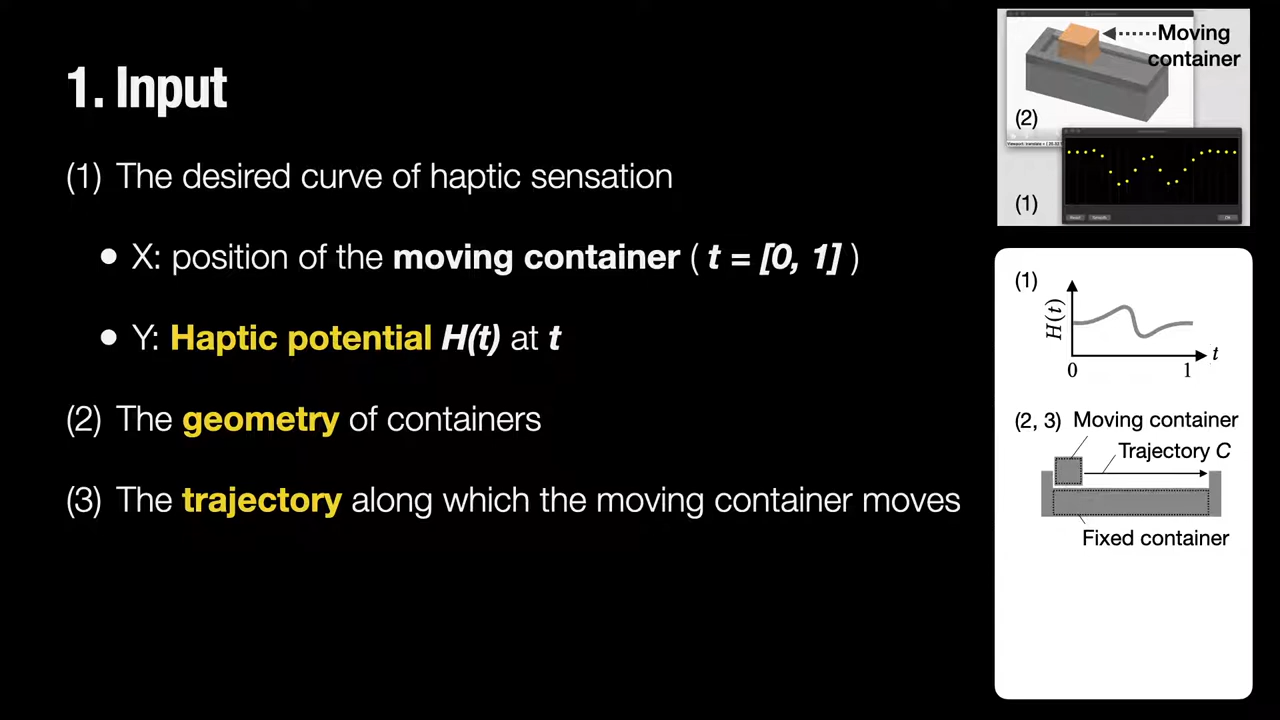 1. Input
(1) The desired curve of haptic sensation
• X: position of the moving container ( t = [0, 1] )
• Y: Haptic potential H(t) at t
(2) The geometry of containers
(3) The trajectory along which the moving container moves
Moving
container
(2)
(1)
(1)
H(t)
t
0 1
(2, 3) Moving container
Trajectory C
Fixed container